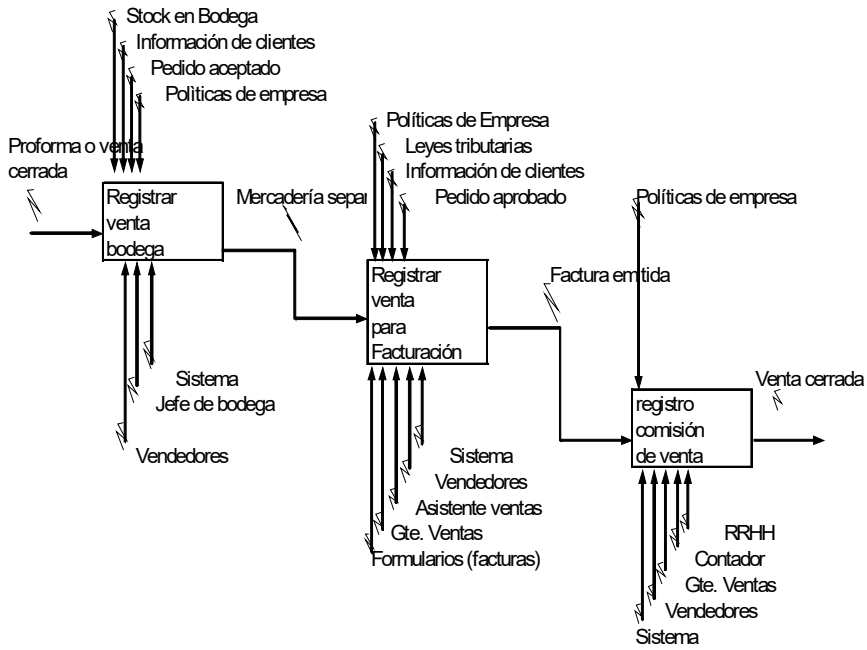 Stock en Bodega
Información de clientes
Pedido aceptado
Polìticas de empresa
Proforma o venta
cerrada
Registrar
venta
bodega
Mercadería separ
Sistema
Jefe de bodega
Vendedores
Políticas de Empresa
Leyes tributarias
Información de clientes
Pedido aprobado
Registrar
venta
para
Facturación
Factura emitida
Sistema
Vendedores
Asistente ventas
Gte. Ventas
Formularios (facturas)
Políticas de empresa
registro
comisión
de venta
Venta cerrada
RRHH
Contador
Gte. Ventas
Vendedores
Sistema